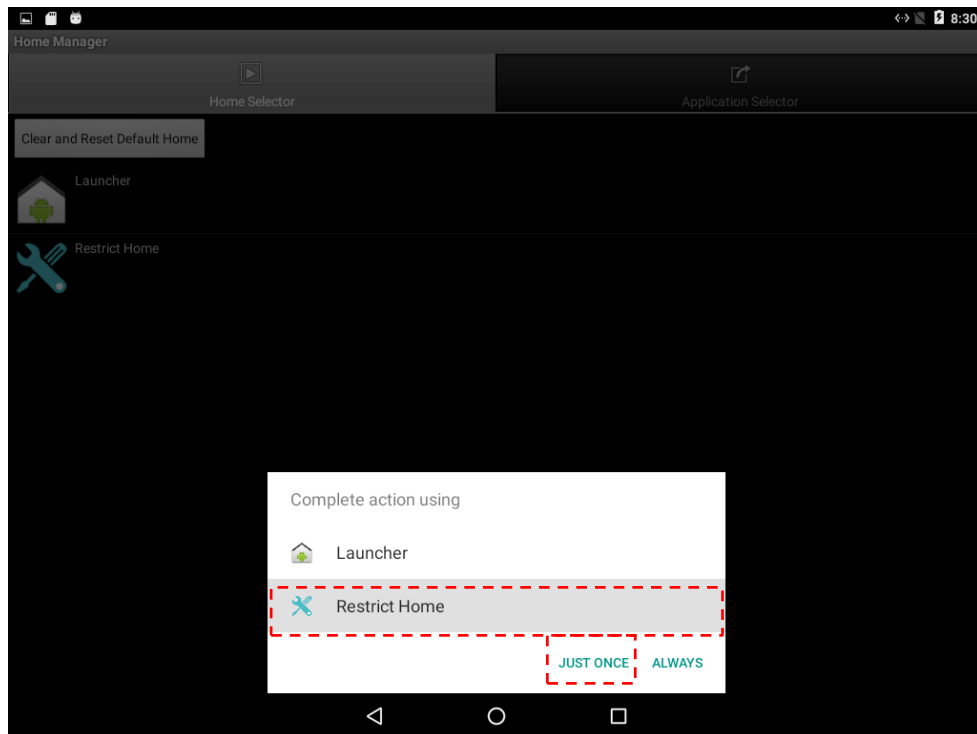 8:30
Home Manager
Home Selector
Application Selector
Clear and Reset Default Home
Launcher
Restrict Home
Complete action using
Launcher
Restrict Home
JUST ONCE ALWAYS